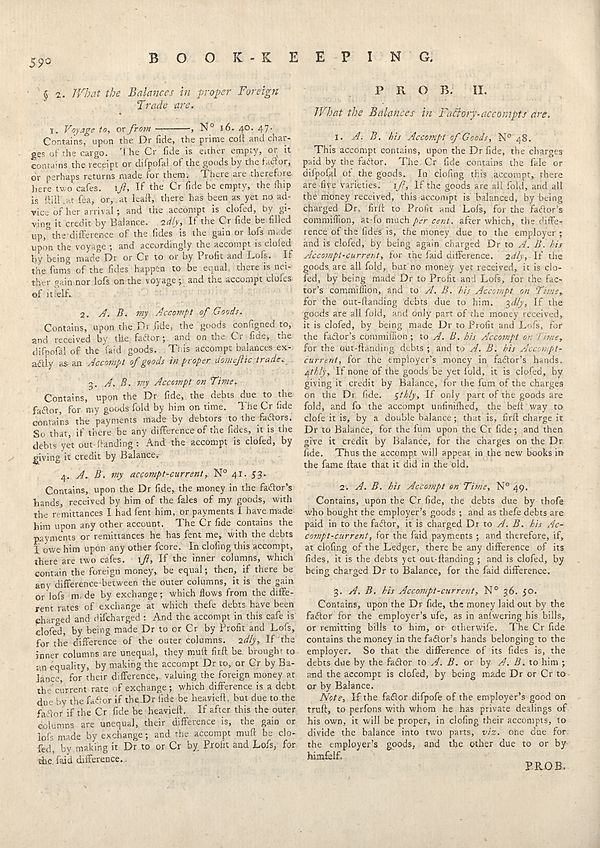 590
B O O K - K E E P I N G.
§ 2. What the Balances in proper Foreign
Trade are.
1. Voyage to, or from ———, N° 16. 40. 47.
Contains, upon the Dr ſide, the prime coſt and char-
ges of the cargo. The Cr ſide is either empty, or it
contains the receipt or diſpoſal of the goods by the factor,
or perhaps returns made for them. There are therefore
here two caſes. 1ſt, If the Cr ſide be empty, the ſhip
is ſtill at ſea, or, at leaſt, there has been as yet no ad-
vice of her arrival; and the accompt is cloſed, by gi-
ving it credit by Balance. 2dly, If the Cr ſide be filled
up, the difference of the ſides is the gain or loſs made
upon the voyage; and accordingly the accompt is cloſed
by being made Dr or Cr to or by Profit and Loſs. If
the ſums of the ſides happen to be equal, there is nei-
ther gain nor loſs on the voyage; and the accompt cloſes
of itſelf.
2. A. B. my Accompt of Goods.
Contains, upon the Dr ſide, the goods conſigned to,
and received by the factor; and on the Cr ſide, the
diſpoſal of the ſaid goods. This accompt balances ex-
actly as an Accompt of goods in proper domeſtic trade.
3. A. B. my Accompt on Time.
Contains, upon the Dr ſide, the debts due to the
factor, for my goods ſold by him on time. The Cr ſide
contains the payments made by debtors to the factors.
So that, if there be any difference of the ſides, it is the
debts yet out-ſtanding: And the accompt is cloſed, by
giving it credit by Balance.
4. A. B. my accompt-current, N° 41. 53.
Contains, upon the Dr ſide, the money in the factor's
hands, received by him of the ſales of my goods, with
the remittances I had ſent him, or payments I have made
him upon any other account. The Cr ſide contains the
payments or remittances he has ſent me, with the debts
I owe him upon any other ſcore. In cloſing this accompt,
there are two caſes. 1ſt, If the inner columns, which
contain the foreign money, be equal; then, if there be
any difference between the outer columns, it is the gain
or loſs made by exchange; which flows from the diffe-
rent rates of exchange at which theſe debts have been
charged and diſcharged: And the accompt in this caſe is
cloſed, by being made Dr to or Cr by Profit and Loſs,
for the difference of the outer columns. 2dly, If the
inner columns are unequal, they muſt firſt be brought to
an equality, by making the accompt Dr to, or Cr by Ba-
lance, for their difference, valuing the foreign money at
the current rate of exchange; which difference is a debt
due by the factor if the Dr ſide be heavieſt, but due to the
factor if the Cr ſide be heavieſt. If after this the outer
columns are unequal, their difference is, the gain or
loſs made by exchange; and the accompt muſt be clo-
ſed, by making it Dr to or Cr by Profit and Loſs, for
the ſaid difference.
P R O B. II.
What the Balances in Factory-accompts are.
1. A. B. his Accompt of Goods, N° 48.
This accompt contains, upon the Dr ſide, the charges
paid by the factor. The Cr ſide contains the ſale or
diſpoſal of the goods. In cloſing this accompt, there
are five varieties. 1ſt, If the goods are all ſold, and all
the money received, this accompt is balanced, by being
charged Dr, firſt to Profit and Loſs, for the factor's
commiſſion, at ſo much per cent. after which, the diffe-
rence of the ſides is, the money due to the employer;
and is cloſed, by being again charged Dr to A. B. his
Accompt-current, for the ſaid difference. 2dly, If the
goods are all ſold, but no money yet received, it is clo-
ſed, by being made Dr to Profit and Loſs, for the fac-
tor's commiſſion, and to A. B. his Accompt on Time,
for the out-ſtanding debts due to him. 3dly, If the
goods are all ſold, and only part of the money received,
it is cloſed, by being made Dr to Profit and Loſs, for
the factor's commiſſion; to A. B. his Accompt on Time,
for the out-ſtanding debts; and to A. B. his Accompt-
current, for the employer's money in factor's hands.
4thly, If none of the goods be yet ſold, it is cloſed, by
giving it credit by Balance, for the ſum of the charges
on the Dr ſide. 5thly, If only part of the goods are
ſold, and ſo the accompt unfiniſhed, the beſt way to
cloſe it is, by a double balance; that is, firſt charge it
Dr to Balance, for the ſum upon the Cr ſide; and then
give it credit by Balance, for the charges on the Dr
ſide. Thus the accompt will appear in the new books in
the ſame ſtate that it did in the old.
2. A. B. his Accompt on Time, N° 49.
Contains, upon the Cr ſide, the debts due by thoſe
who bought the employer's goods; and as theſe debts are
paid in to the factor, it is charged Dr to A. B. his Ac-
compt-current, for the ſaid payments; and therefore, if,
at cloſing of the Ledger, there be any difference of its
ſides, it is the debts yet out-ſtanding; and is cloſed, by
being charged Dr to Balance, for the ſaid difference.
3. A. B. his Accompt-current, N° 36. 50.
Contains, upon the Dr ſide, the money laid out by the
factor for the employer's uſe, as in anſwering his bills,
or remitting bills to him, or otherwiſe. The Cr ſide
contains the money in the factor's hands belonging to the
employer. So that the difference of its ſides is, the
debts due by the factor to A. B. or by A. B. to him;
and the accompt is cloſed, by being made Dr or Cr to
or by Balance.
Note, If the factor diſpoſe of the employer's good on
truſt, to perſons with whom he has private dealings of
his own, it will be proper, in cloſing their accompts, to
divide the balance into two parts, viz. one due for
the employer's goods, and the other due to or by
himſelf.
P R O B.